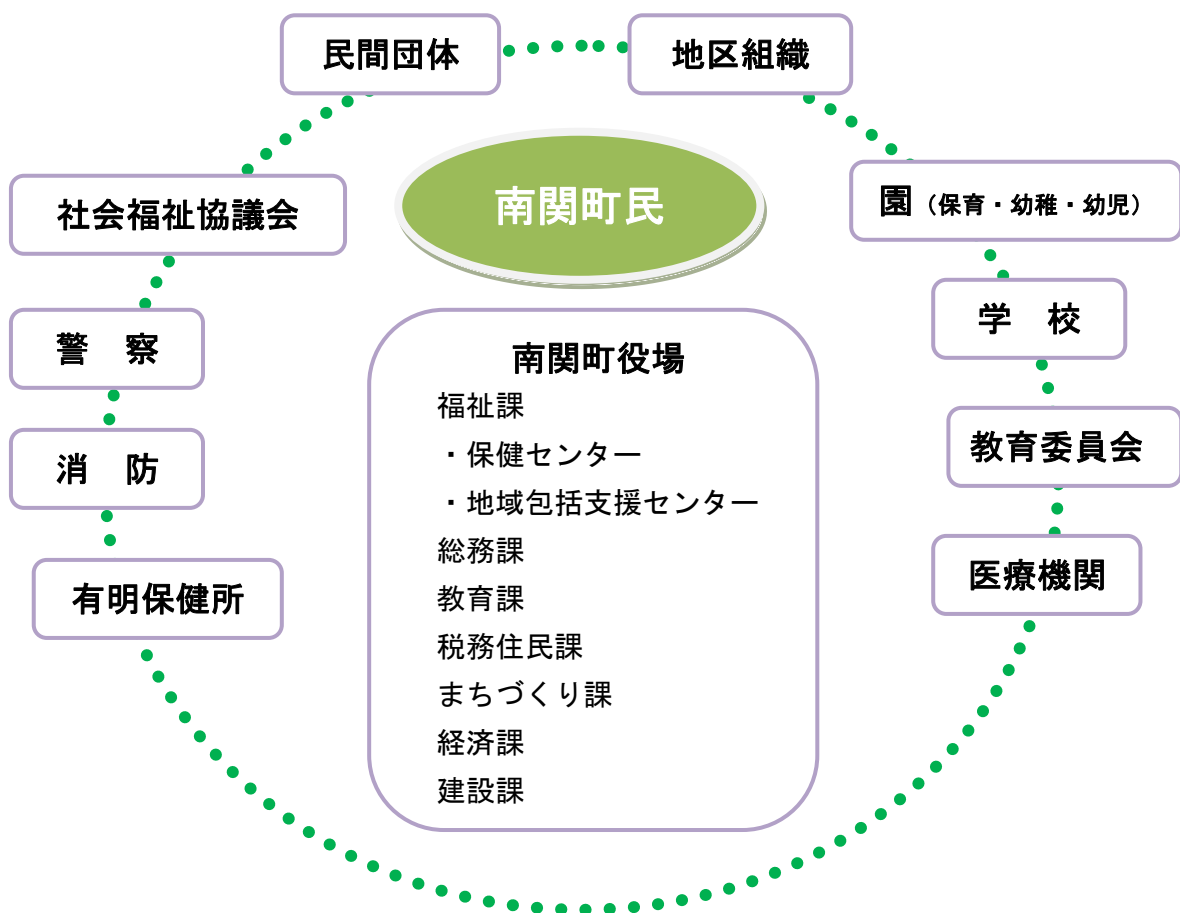 民間団体
地区組織
南関町民
社会福祉協議会
園（保育・幼稚・幼児）
警　察
学　校
消　防
教育委員会
有明保健所
医療機関
南関町役場
福祉課
・保健センター
・地域包括支援センター
総務課
教育課
税務住民課
まちづくり課
経済課
建設課